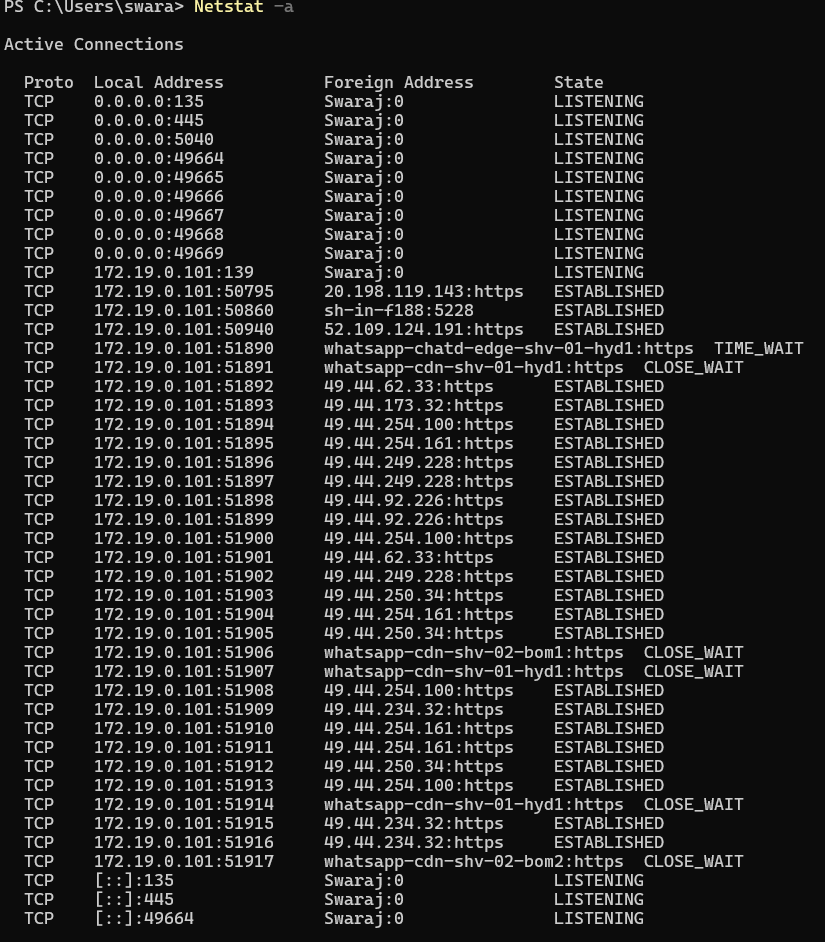 PS C:\Users\swara> Netstat -a
Active Connections
Proto  Local Address          Foreign Address        State
TCP    0.0.0.0:135            Swaraj:0               LISTENING
TCP    0.0.0.0:445            Swaraj:0               LISTENING
TCP    0.0.0.0:5040           Swaraj:0               LISTENING
TCP    0.0.0.0:49664          Swaraj:0               LISTENING
TCP    0.0.0.0:49665          Swaraj:0               LISTENING
TCP    0.0.0.0:49666          Swaraj:0               LISTENING
TCP    0.0.0.0:49667          Swaraj:0               LISTENING
TCP    0.0.0.0:49668          Swaraj:0               LISTENING
TCP    0.0.0.0:49669          Swaraj:0               LISTENING
TCP    172.19.0.101:139       Swaraj:0               LISTENING
TCP    172.19.0.101:50795     20.198.119.143:https   ESTABLISHED
TCP    172.19.0.101:50860     sh-in-f188:5228        ESTABLISHED
TCP    172.19.0.101:50940     52.109.124.191:https   ESTABLISHED
TCP    172.19.0.101:51890     whatsapp-chatd-edge-shv-01-hyd1:https  TIME_WAIT
TCP    172.19.0.101:51891     whatsapp-cdn-shv-01-hyd1:https  CLOSE_WAIT
TCP    172.19.0.101:51892     49.44.62.33:https      ESTABLISHED
TCP    172.19.0.101:51893     49.44.173.32:https     ESTABLISHED
TCP    172.19.0.101:51894     49.44.254.100:https    ESTABLISHED
TCP    172.19.0.101:51895     49.44.254.161:https    ESTABLISHED
TCP    172.19.0.101:51896     49.44.249.228:https    ESTABLISHED
TCP    172.19.0.101:51897     49.44.249.228:https    ESTABLISHED
TCP    172.19.0.101:51898     49.44.92.226:https     ESTABLISHED
TCP    172.19.0.101:51899     49.44.92.226:https     ESTABLISHED
TCP    172.19.0.101:51900     49.44.254.100:https    ESTABLISHED
TCP    172.19.0.101:51901     49.44.62.33:https      ESTABLISHED
TCP    172.19.0.101:51902     49.44.249.228:https    ESTABLISHED
TCP    172.19.0.101:51903     49.44.250.34:https     ESTABLISHED
TCP    172.19.0.101:51904     49.44.254.161:https    ESTABLISHED
TCP    172.19.0.101:51905     49.44.250.34:https     ESTABLISHED
TCP    172.19.0.101:51906     whatsapp-cdn-shv-02-bom1:https  CLOSE_WAIT
TCP    172.19.0.101:51907     whatsapp-cdn-shv-01-hyd1:https  CLOSE_WAIT
TCP    172.19.0.101:51908     49.44.254.100:https    ESTABLISHED
TCP    172.19.0.101:51909     49.44.234.32:https     ESTABLISHED
TCP    172.19.0.101:51910     49.44.254.161:https    ESTABLISHED
TCP    172.19.0.101:51911     49.44.254.161:https    ESTABLISHED
TCP    172.19.0.101:51912     49.44.250.34:https     ESTABLISHED
TCP    172.19.0.101:51913     49.44.254.100:https    ESTABLISHED
TCP    172.19.0.101:51914     whatsapp-cdn-shv-01-hyd1:https  CLOSE_WAIT
TCP    172.19.0.101:51915     49.44.234.32:https     ESTABLISHED
TCP    172.19.0.101:51916     49.44.234.32:https     ESTABLISHED
TCP    172.19.0.101:51917     whatsapp-cdn-shv-02-bom2:https  CLOSE_WAIT
TCP    [::]:135               Swaraj:0               LISTENING
TCP    [::]:445               Swaraj:0               LISTENING
TCP    [::]:49664             Swaraj:0               LISTENING